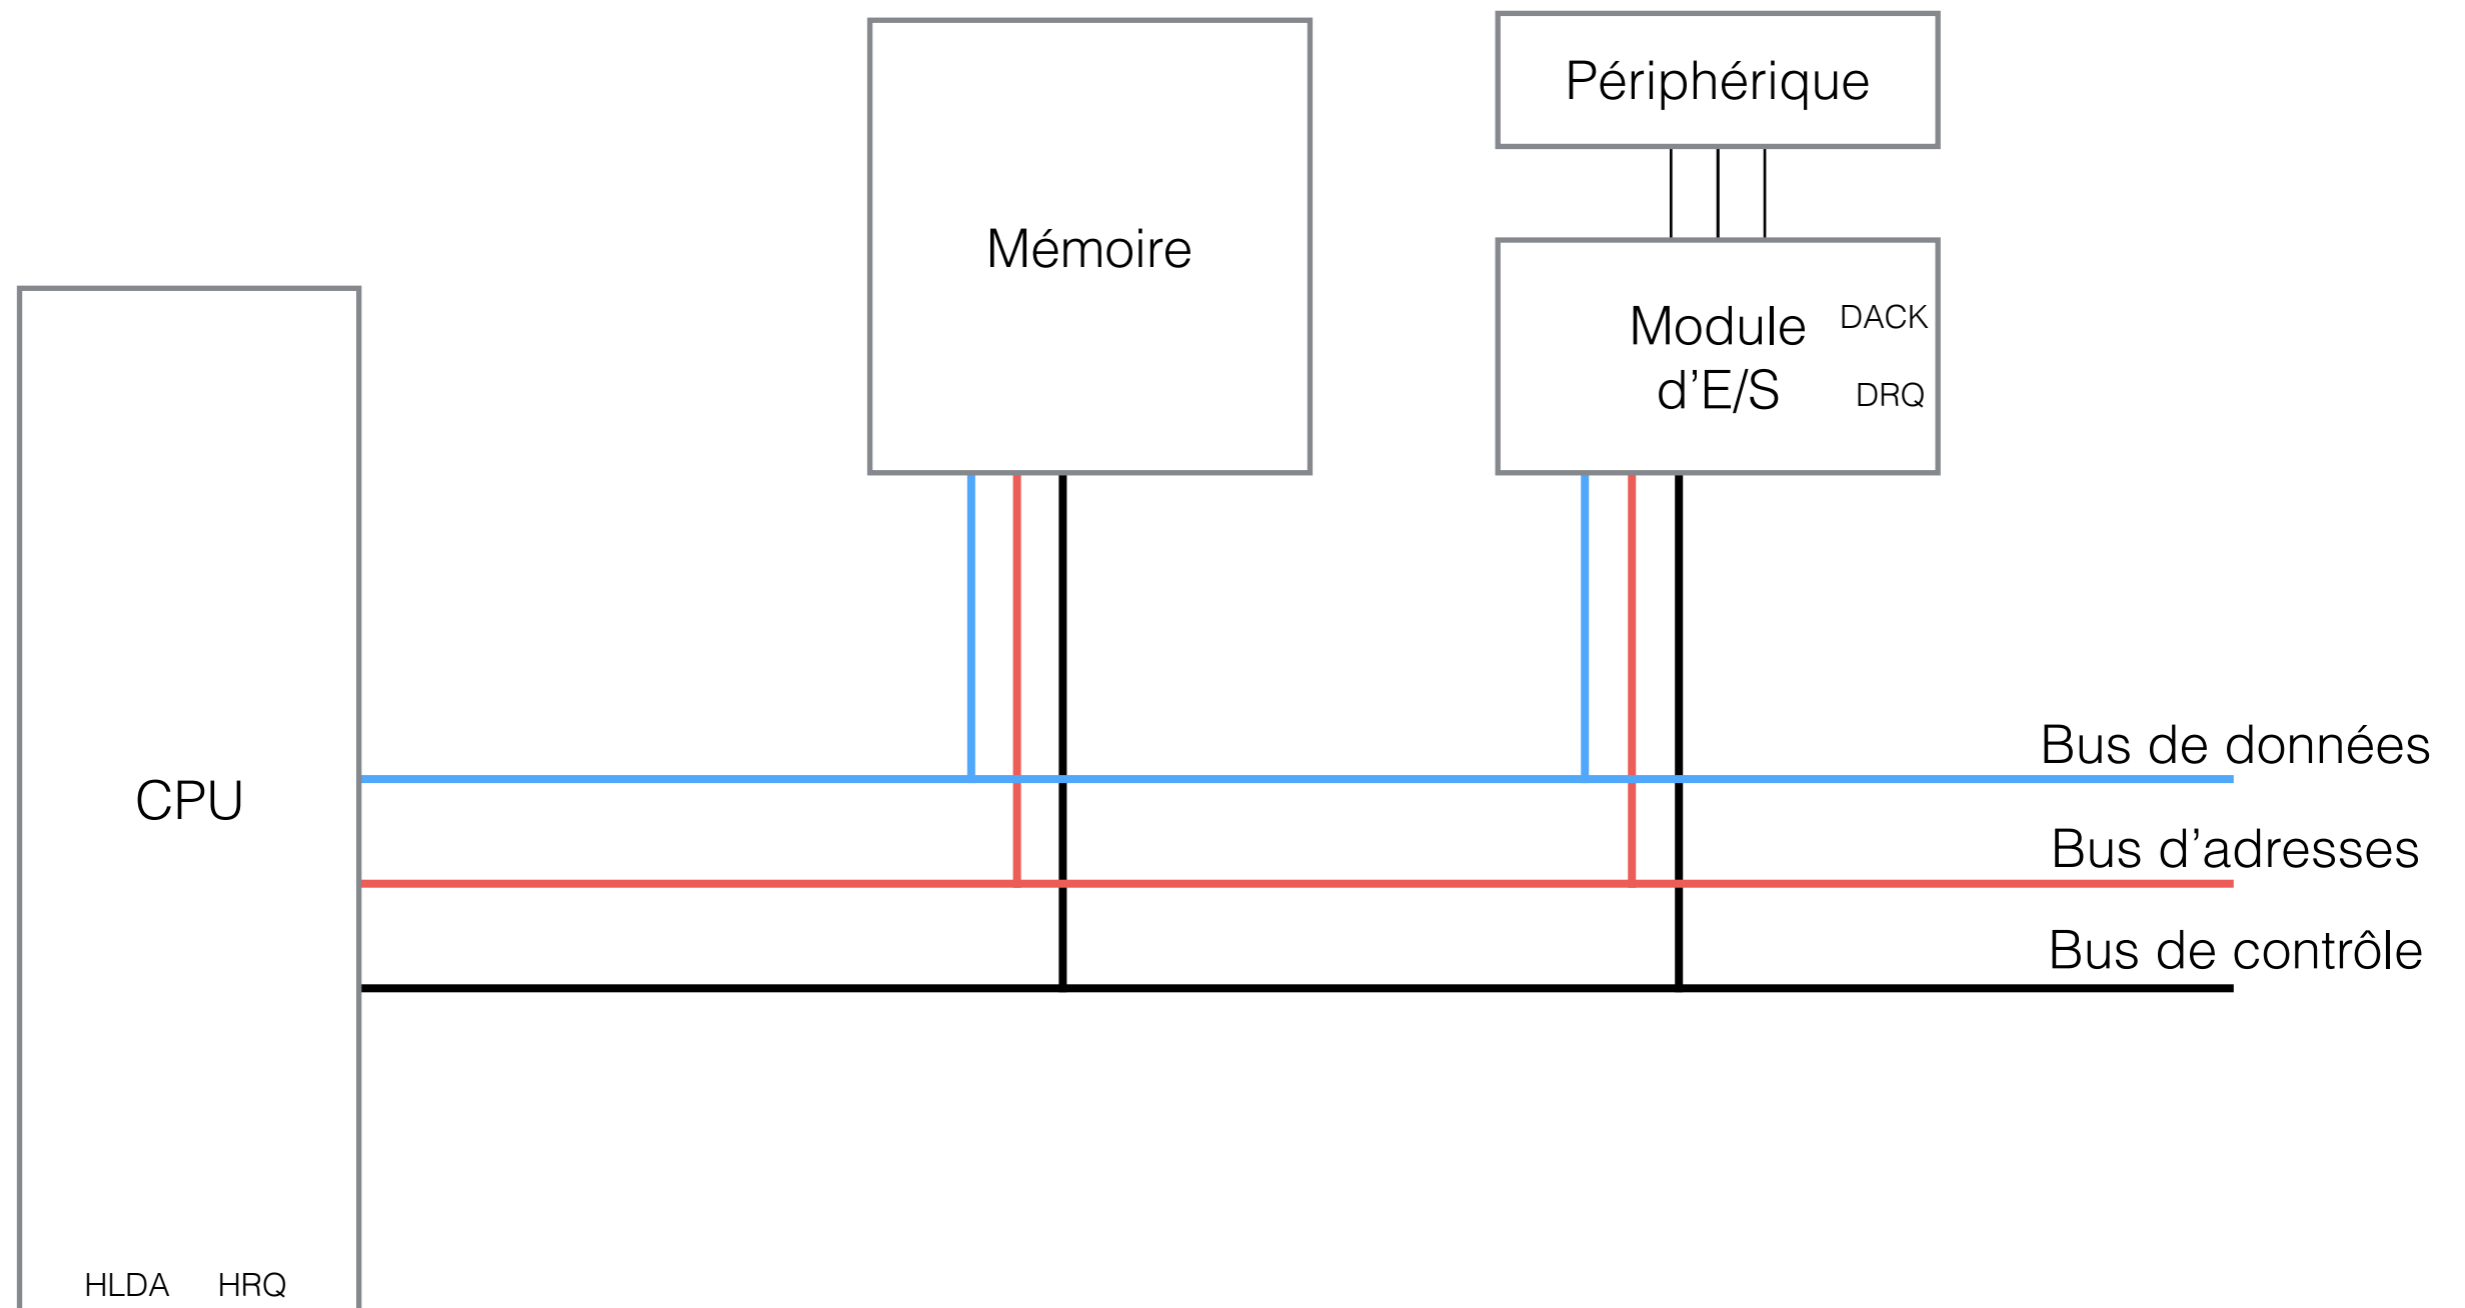 Périphérique
Mémoire
Module
d’E/S
DACK
DRQ
CPU
Bus de données
Bus d’adresses
Bus de contrôle
HLDA
HRQ